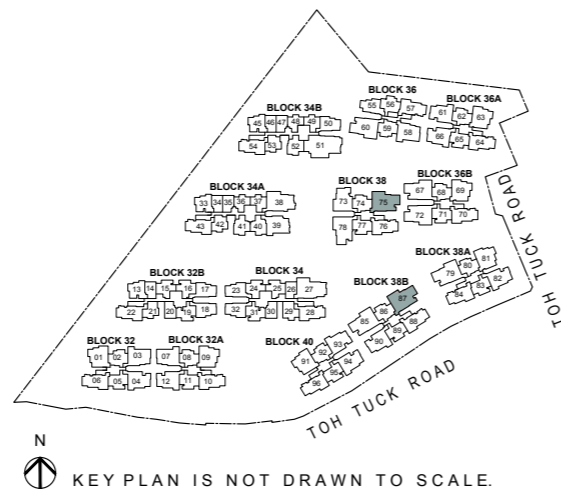 BLOCK 36
55 56 57
60 59 58
BLOCK 36A
61 62 63
66 65 64
BLOCK 34B
45 46 47 48 49 50
54 53 52 51
BLOCK 36B
67 68 69
72 71 70
BLOCK 38
73 74 75
78 77 76
BLOCK 34A
33 34 35 36 37 38
43 42 41 40 39
TOH TUCK ROAD
BLOCK 38A
79 80 81
84 83 82
BLOCK 32B
13 14 15 16 17
22 21 20 19 18
BLOCK 34
23 24 25 26 27
32 31 30 29 28
BLOCK 38B
85 86 87
90 89 88
BLOCK 32
01 02 03
06 05 04
BLOCK 32A
07 08 09
12 11 10
BLOCK 40
91 92 93
96 95 94
TOH TUCK ROAD
N
KEY PLAN IS NOT DRAWN TO SCALE.